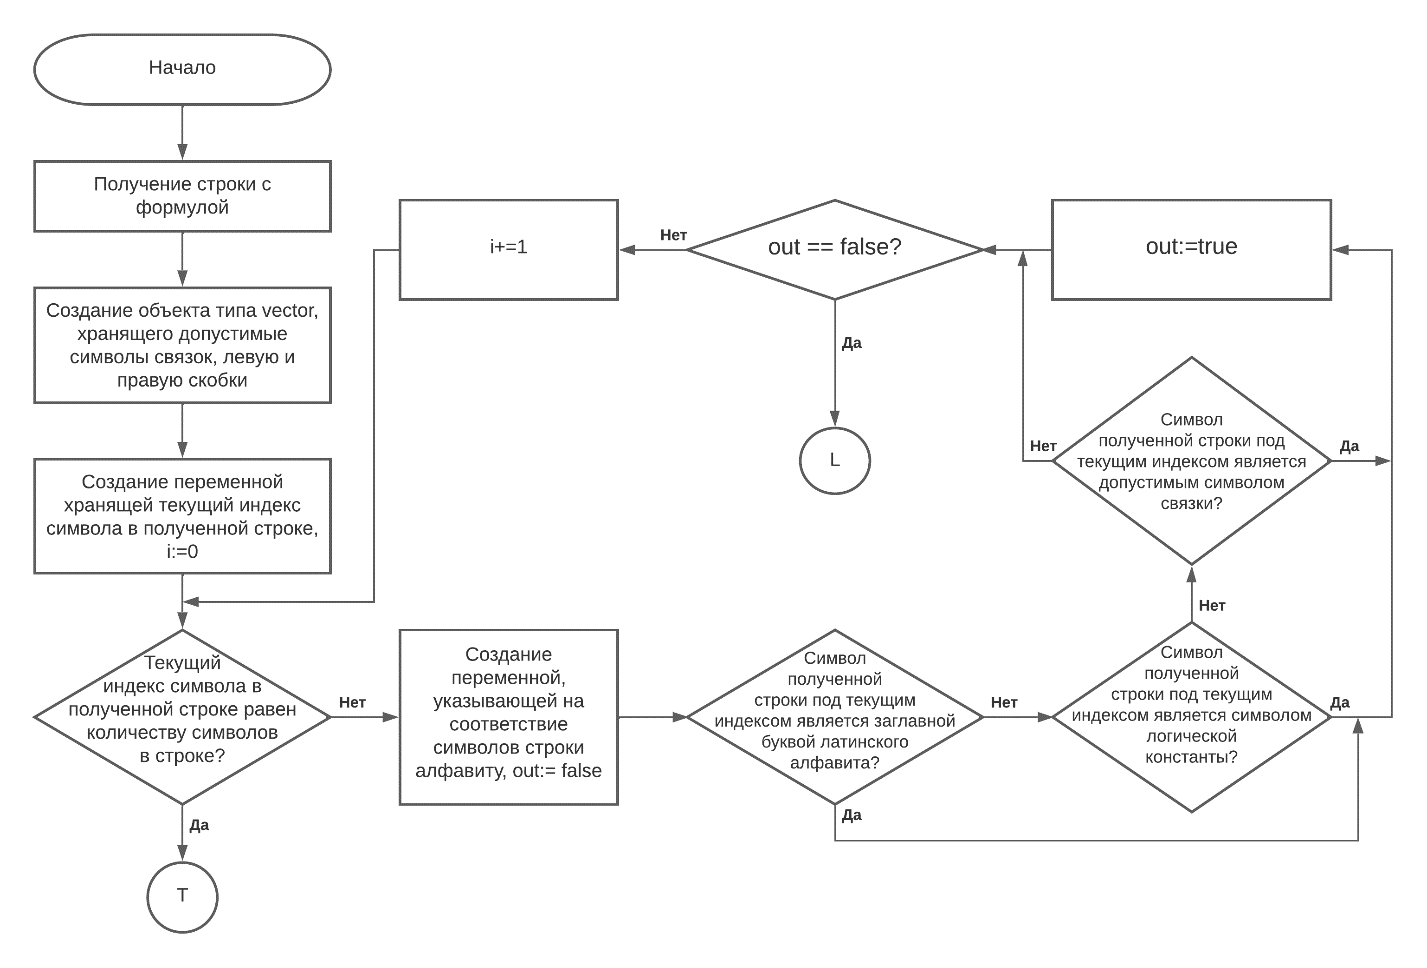 Начало
Получение строки с
формулой
Создание объекта типа vector,
хранящего допустимые
символы связок, левую и
правую скобки
Создание переменной
хранящей текущий индекс
символа в полученной строке,
i:=0
Текущий
индекс символа в
полученной строке равен
количеству символов
в строке?
Да
T
Нет
Создание
переменной,
указывающей на
соответствие
символов строки
алфавиту, out:= false
Символ
полученной
строки под текущим
индексом является заглавной
буквой латинского
алфавита?
Да
Нет
Символ
полученной
строки под текущим
индексом является символом
логической
константы?
Да
Нет
Символ
полученной строки под
текущим индексом является
допустимым символом
связки?
Да
Нет
out:=true
out == false?
Да
L
Нет
i+=1